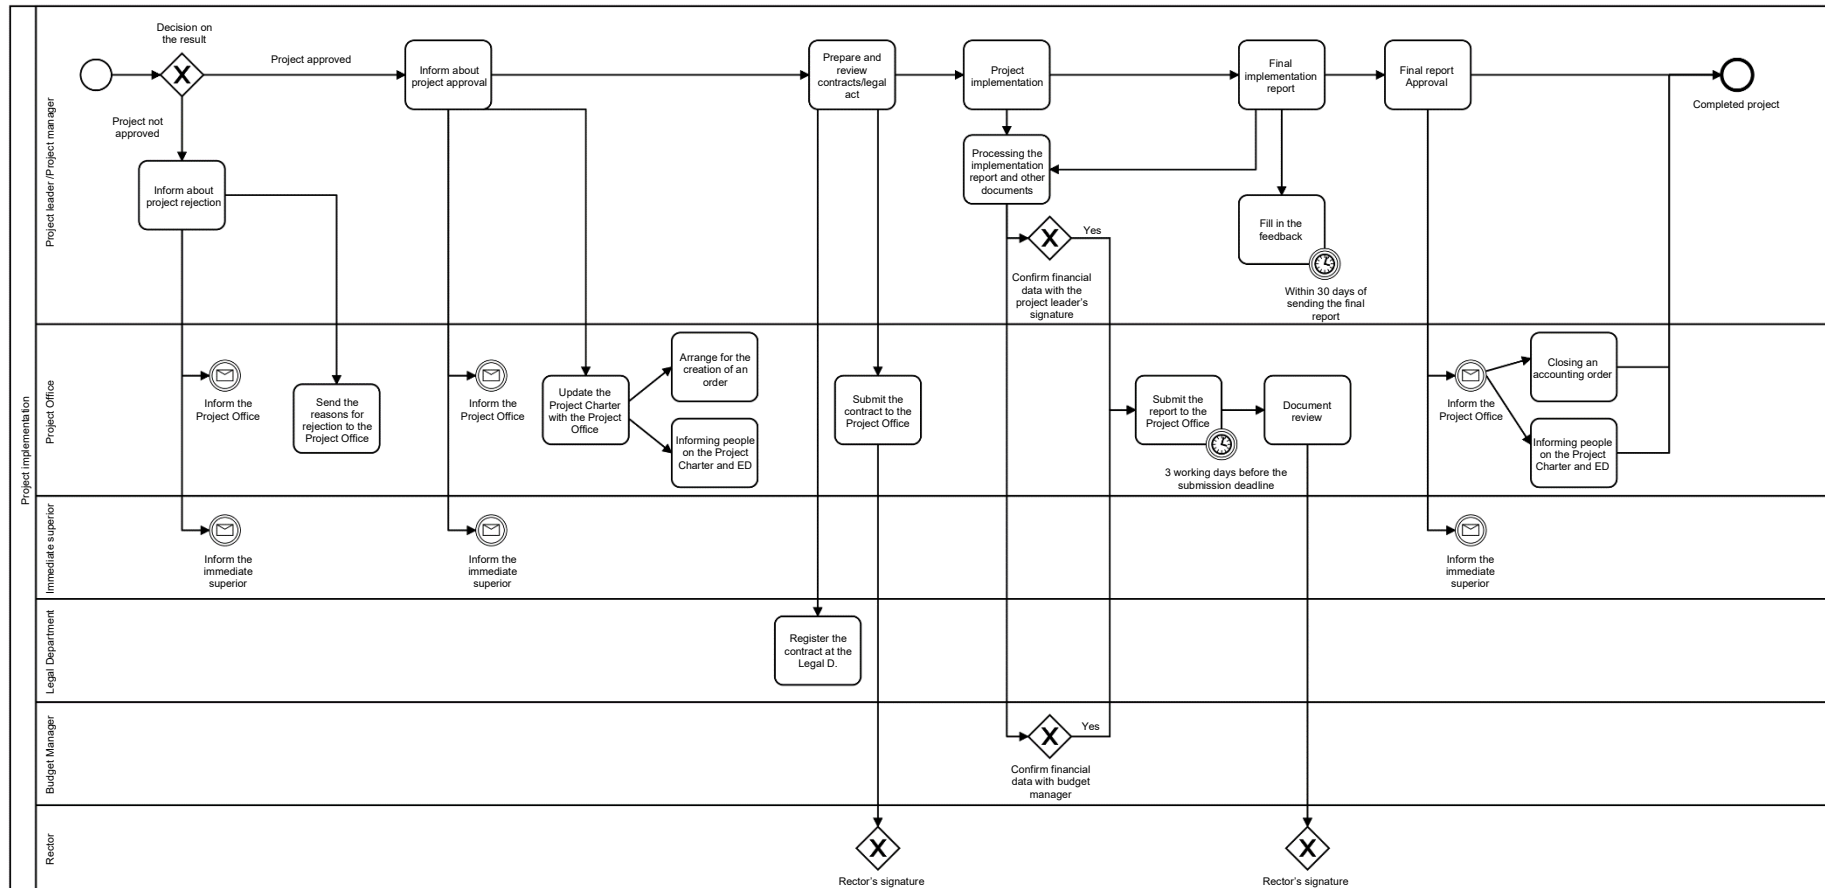 Project implementation
Project leader /Project manager
Decision on
the result
Project approved
Project not
approved
Inform about
project rejection
Inform about
project approval
Prepare and
review
contracts/legal
act
Project
implementation
Processing the
implementation
report and other
documents
Yes
Confirm financial
data with the
project leader's
signature
Final
implementation
report
Fill in the
feedback
Within 30 days of
sending the final
report
Final report
Approval
Completed project
Project Office
Inform the
Project Office
Send the
reasons for
rejection to the
Project Office
Inform the
Project Office
Update the
Project Charter
with the Project
Office
Arrange for the
creation of an
order
Informing people
on the Project
Charter and ED
Submit the
contract to the
Project Office
Submit the
report to the
Project Office
3 working days before the
submission deadline
Document
review
Inform the
Project Office
Closing an
accounting order
Informing people
on the Project
Charter and ED
Immediate superior
Inform the
immediate
superior
Inform the
immediate
superior
Inform the
immediate
superior
Legal Department
Register the
contract at the
Legal D.
Budget Manager
Yes
Confirm financial
data with budget
manager
Rector
Rector's signature
Rector's signature